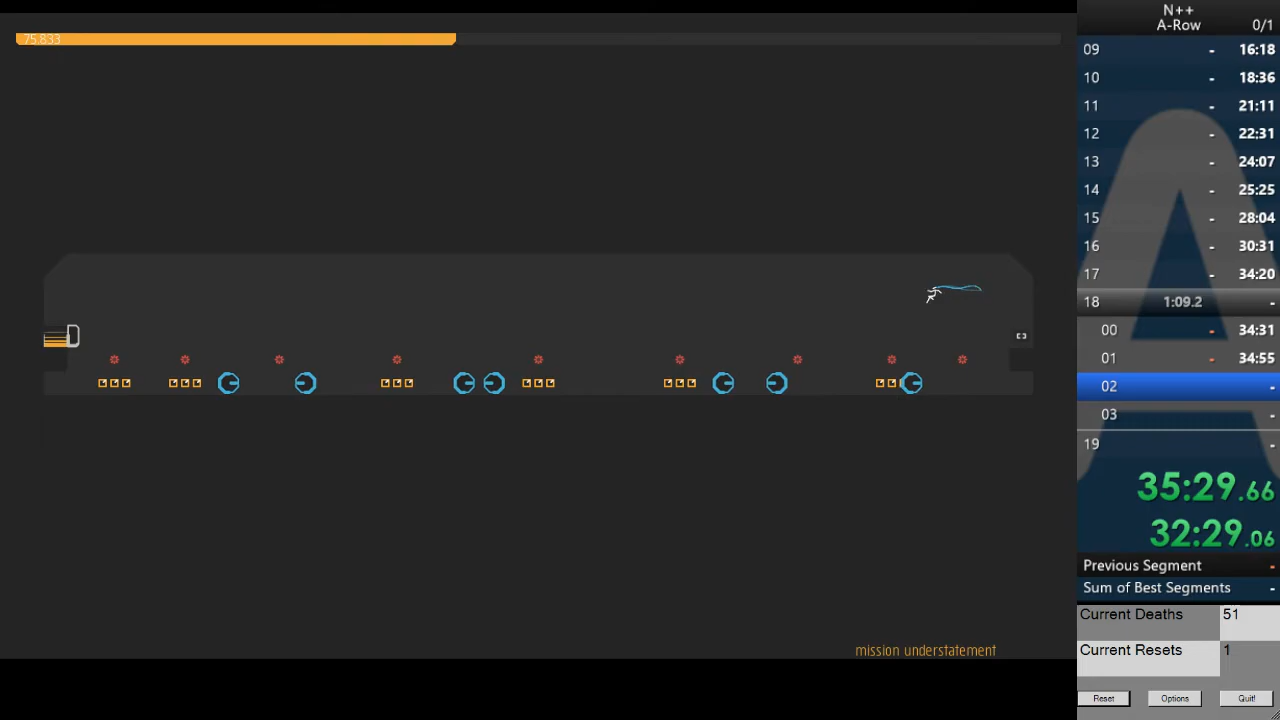 75.833
mission understatement
N++
A-Row 0/1
09 - 16:18
10 - 18:36
11 - 21:11
12 - 22:31
13 - 24:07
14 - 25:25
15 - 28:04
16 - 30:31
17 - 34:20
18 1:09.2 -
00 - 34:31
01 - 34:55
02 -
03 -
19 -
35:29.66
32:29.06
Previous Segment -
Sum of Best Segments -
Current Deaths 51
Current Resets 1
Reset Options Quit!